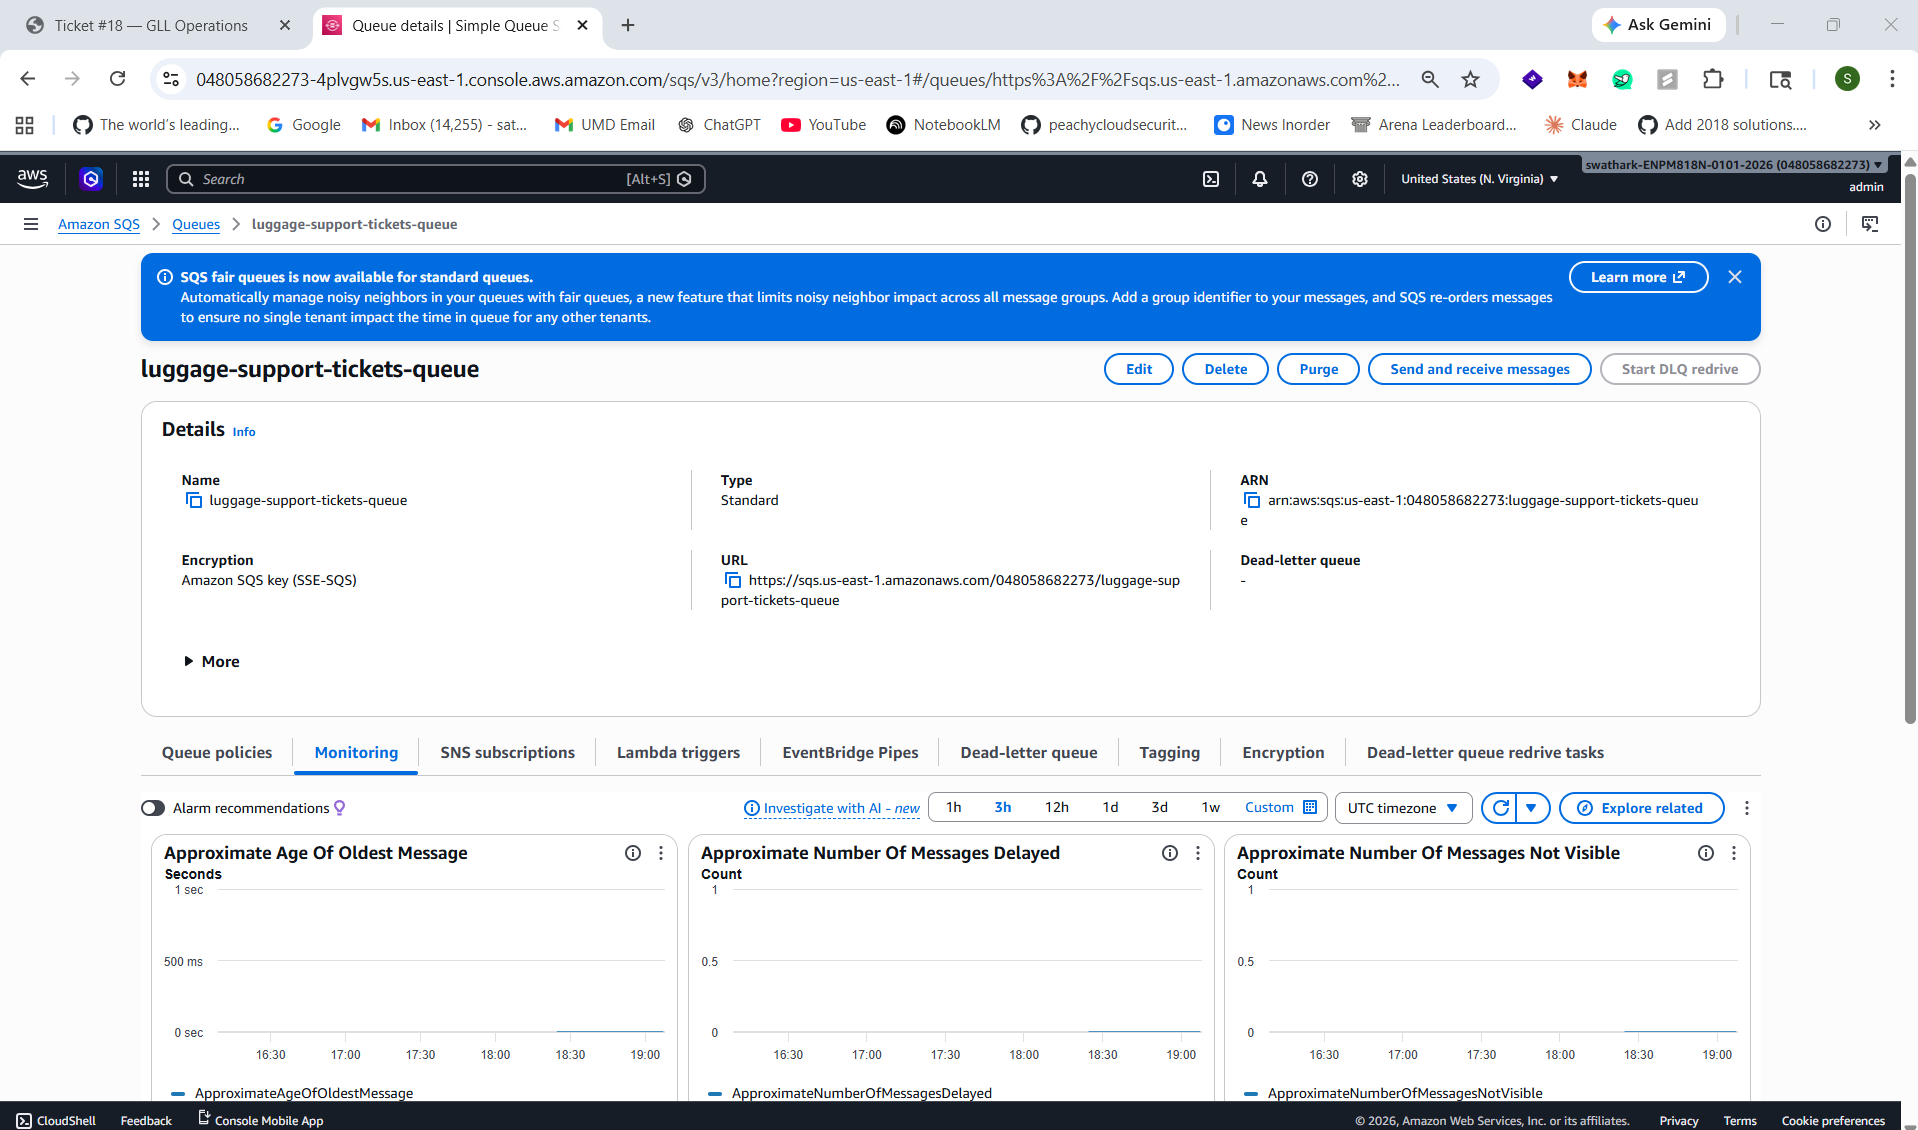 Ticket #18 — GLL Operations
Queue details | Simple Queue S
Ask Gemini
048058682273-4plvgw5s.us-east-1.console.aws.amazon.com/sqs/v3/home?region=us-east-1#/queues/https%3A%2F%2Fsqs.us-east-1.amazonaws.com%2...
S
The world's leading...
Google
Inbox (14,255) - sat...
UMD Email
ChatGPT
YouTube
NotebookLM
peachycloudsecurit...
News Inorder
Arena Leaderboard...
Claude
Add 2018 solutions....
aws
Search
[Alt+S]
United States (N. Virginia)
swathark-ENPM818N-0101-2026 (048058682273)
admin
Amazon SQS
Queues
luggage-support-tickets-queue
SQS fair queues is now available for standard queues.
Automatically manage noisy neighbors in your queues with fair queues, a new feature that limits noisy neighbor impact across all message groups. Add a group identifier to your messages, and SQS re-orders messages
to ensure no single tenant impact the time in queue for any other tenants.
Learn more
luggage-support-tickets-queue
Edit
Delete
Purge
Send and receive messages
Start DLQ redrive
Details Info
Name
luggage-support-tickets-queue
Type
Standard
ARN
arn:aws:sqs:us-east-1:048058682273:luggage-support-tickets-queu
e
Encryption
Amazon SQS key (SSE-SQS)
URL
https://sqs.us-east-1.amazonaws.com/048058682273/luggage-sup
port-tickets-queue
Dead-letter queue
-
More
Queue policies
Monitoring
SNS subscriptions
Lambda triggers
EventBridge Pipes
Dead-letter queue
Tagging
Encryption
Dead-letter queue redrive tasks
Alarm recommendations
Investigate with AI - new
1h
3h
12h
1d
3d
1w
Custom
UTC timezone
Explore related
Approximate Age Of Oldest Message
Seconds
1 sec
500 ms
0 sec
16:30
17:00
17:30
18:00
18:30
19:00
ApproximateAgeOfOldestMessage
Approximate Number Of Messages Delayed
Count
1
0.5
0
16:30
17:00
17:30
18:00
18:30
19:00
ApproximateNumberOfMessagesDelayed
Approximate Number Of Messages Not Visible
Count
1
0.5
0
16:30
17:00
17:30
18:00
18:30
19:00
ApproximateNumberOfMessagesNotVisible
CloudShell
Feedback
Console Mobile App
© 2026, Amazon Web Services, Inc. or its affiliates.
Privacy
Terms
Cookie preferences